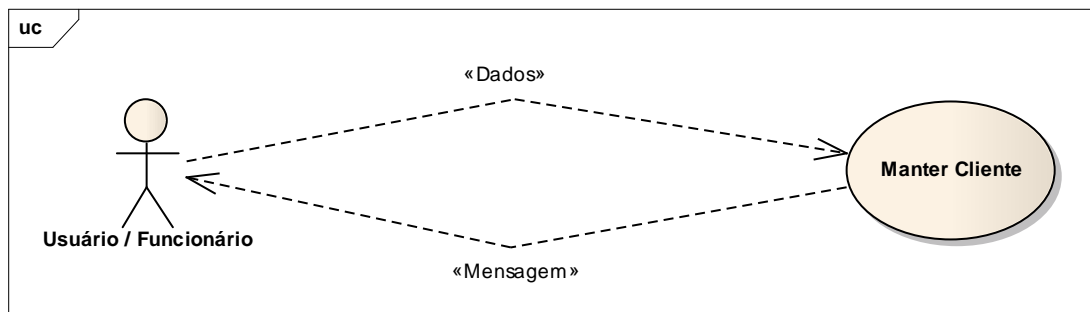 uc
«Dados»
Manter Cliente
Usuário / Funcionário
«Mensagem»